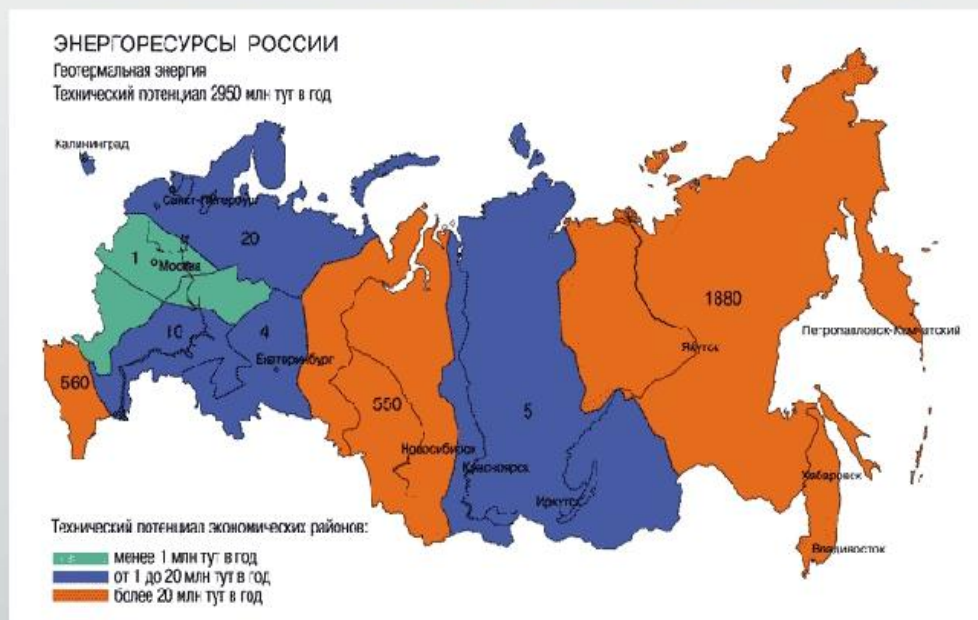 ЭНЕРГОРЕСУРСЫ РОССИИ
Геотермальная энергия
Технический потенциал 2950 млн тут в год
Калининград
Санкт-Петербург
20
1
Москва
1880
10
4
Петропавловск-Камчатский
Якутск
Екатеринбург
560
550
5
Новосибирск
Красноярск
Хабаровск
Иркутск
Технический потенциал экономических районов:
Владивосток
менее 1 млн тут в год
от 1 до 20 млн тут в год
более 20 млн тут в год